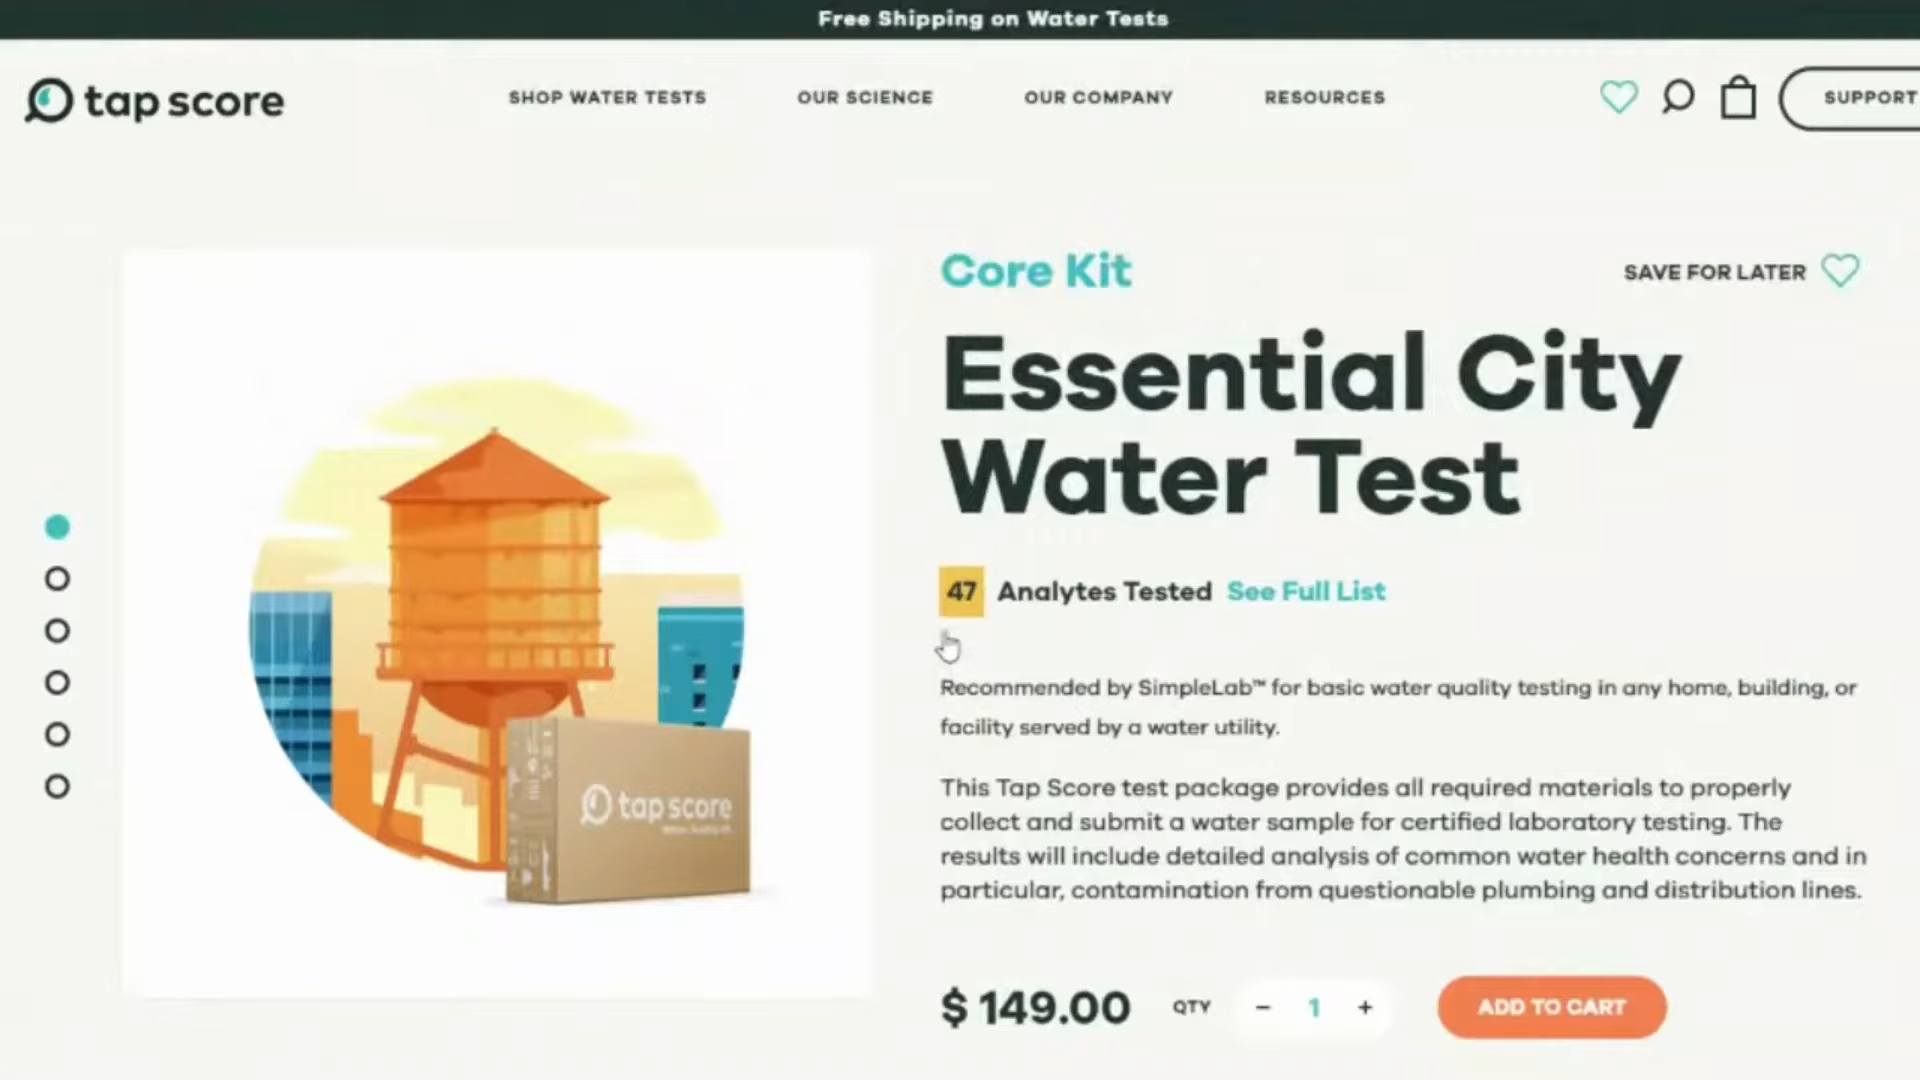 Free Shipping on Water Tests
tap score
SHOP WATER TESTS
OUR SCIENCE
OUR COMPANY
RESOURCES
SUPPORT
Core Kit
SAVE FOR LATER
Essential City
Water Test
47 Analytes Tested See Full List
Recommended by SimpleLab™ for basic water quality testing in any home, building, or
facility served by a water utility.
This Tap Score test package provides all required materials to properly
collect and submit a water sample for certified laboratory testing. The
results will include detailed analysis of common water health concerns and in
particular, contamination from questionable plumbing and distribution lines.
tap score
$ 149.00 QTY − 1 + ADD TO CART